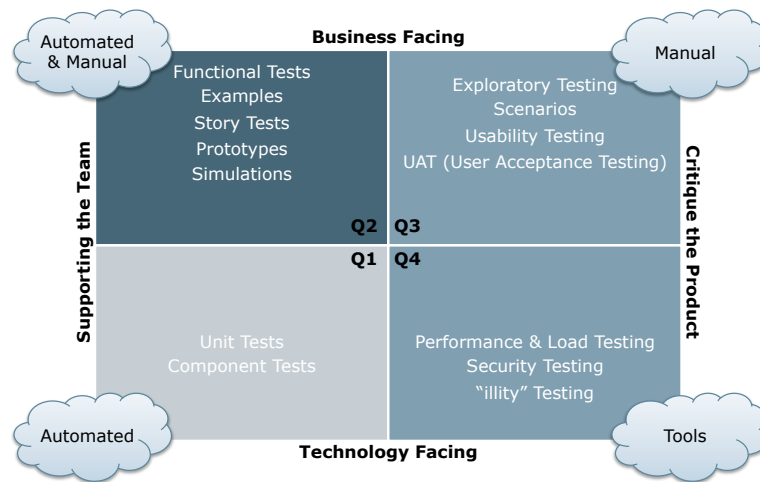 Automated
& Manual
Business Facing
Manual
Functional Tests
Examples
Story Tests
Prototypes
Simulations
Exploratory Testing
Scenarios
Usability Testing
UAT (User Acceptance Testing)
Supporting the Team
Critique the Product
Q2
Q3
Q1
Q4
Unit Tests
Component Tests
Performance & Load Testing
Security Testing
“illity” Testing
Automated
Technology Facing
Tools